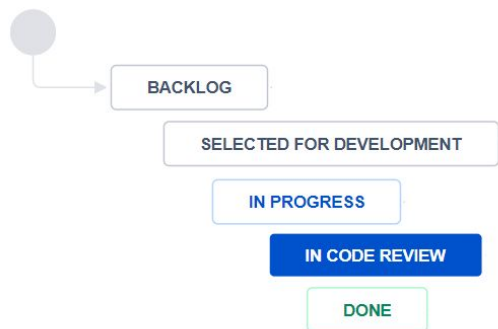 BACKLOG
SELECTED FOR DEVELOPMENT
IN PROGRESS
IN CODE REVIEW
DONE